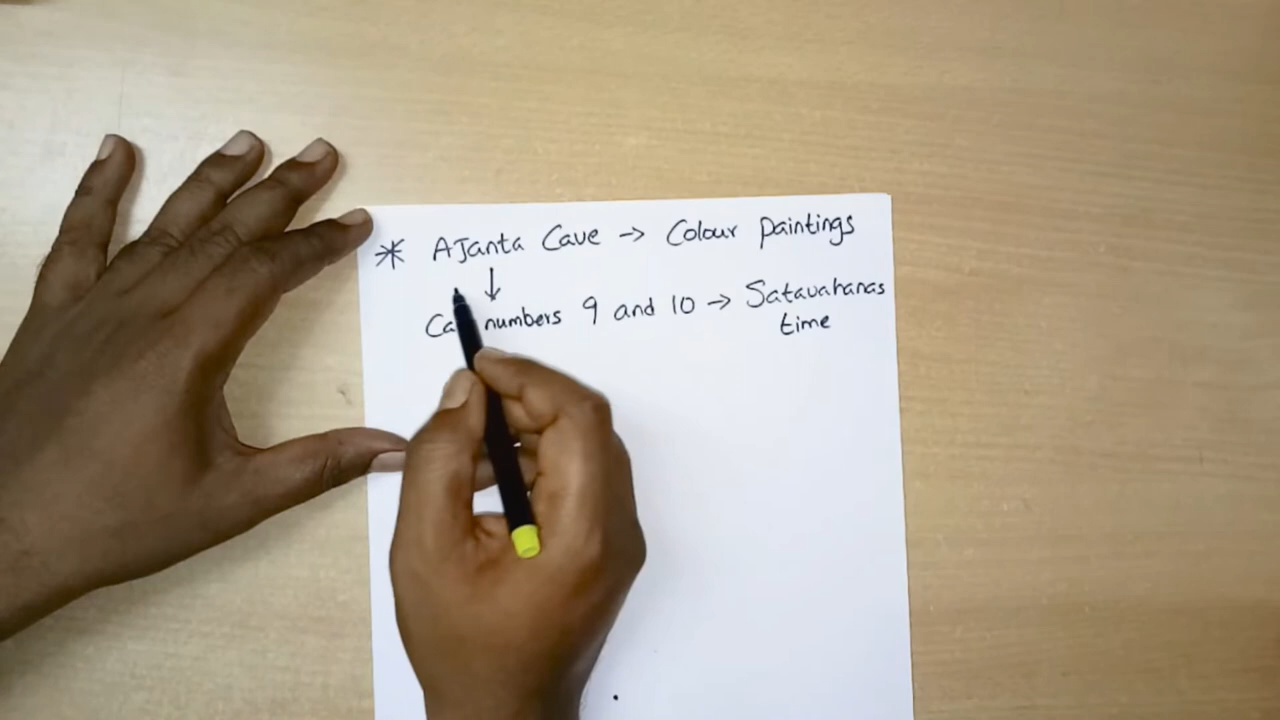 * AJanta Cave → Colour Paintings
↓
numbers 9 and 10 → Satavahanas
time